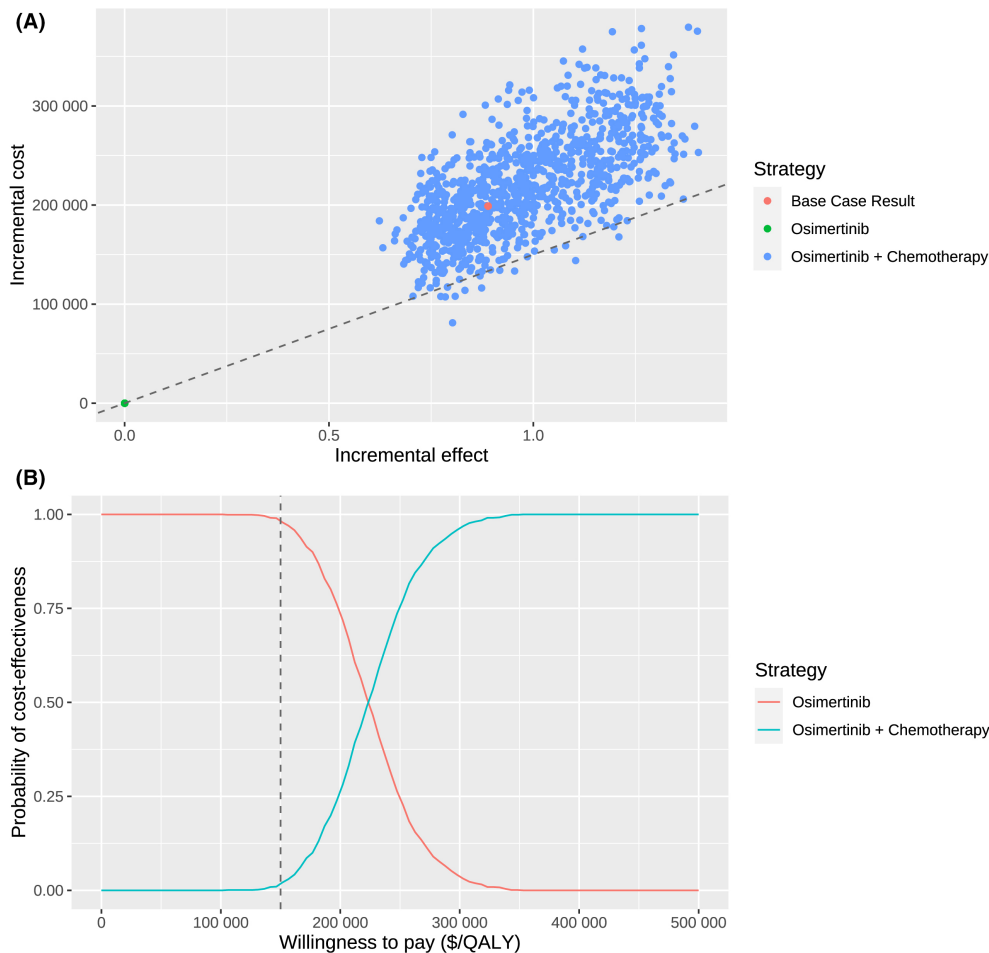 (A)
Incremental cost
300 000
200 000
100 000
0
0.0
0.5
1.0
Incremental effect
Strategy
Base Case Result
Osimertinib
Osimertinib + Chemotherapy
(B)
Probability of cost-effectiveness
1.00
0.75
0.50
0.25
0.00
0
100 000
200 000
300 000
400 000
500 000
Willingness to pay ($/QALY)
Strategy
Osimertinib
Osimertinib + Chemotherapy